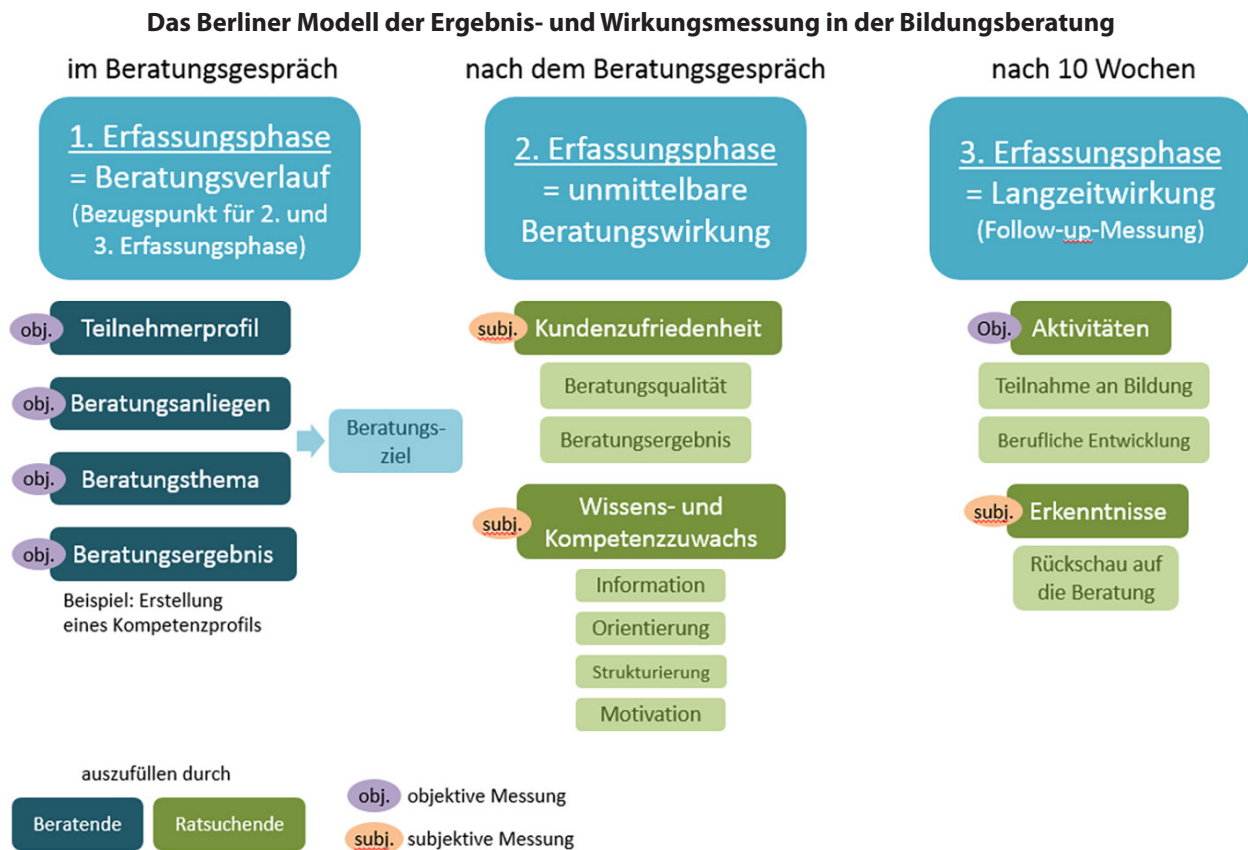 Das Berliner Modell der Ergebnis- und Wirkungsmessung in der Bildungsberatung
im Beratungsgespräch
1. Erfassungsphase
= Beratungsverlauf
(Bezugspunkt für 2. und
3. Erfassungsphase)
obj.
Teilnehmerprofil
obj.
Beratungsanliegen
obj.
Beratungsthema
obj.
Beratungsergebnis
Beispiel: Erstellung
eines Kompetenzprofils
Beratungs-
ziel
nach dem Beratungsgespräch
2. Erfassungsphase
= unmittelbare
Beratungswirkung
subj.
Kundenzufriedenheit
Beratungsqualität
Beratungsergebnis
subj.
Wissens- und
Kompetenzzuwachs
Information
Orientierung
Strukturierung
Motivation
nach 10 Wochen
3. Erfassungsphase
= Langzeitwirkung
(Follow-up-Messung)
Obj.
Aktivitäten
Teilnahme an Bildung
Berufliche Entwicklung
subj.
Erkenntnisse
Rückschau auf
die Beratung
auszufüllen durch
Beratende
Ratsuchende
obj. objektive Messung
subj. subjektive Messung